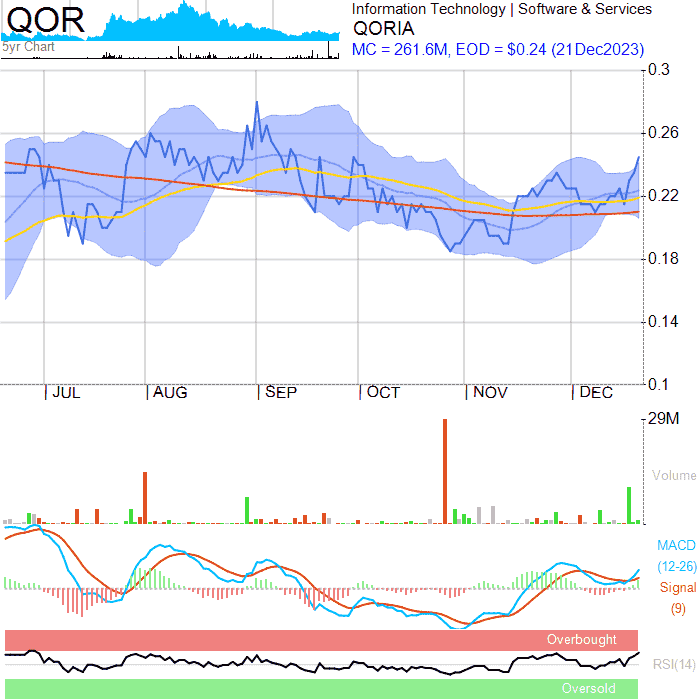 QOR
5yr Chart
Information Technology | Software & Services
QORIA
MC = 261.6M, EOD = $0.24 (21Dec2023)
0.3
0.26
0.22
0.18
0.14
0.1
JUL AUG SEP OCT NOV DEC
29M
Volume
MACD
(12-26)
Signal
(9)
Overbought
RSI(14)
Oversold